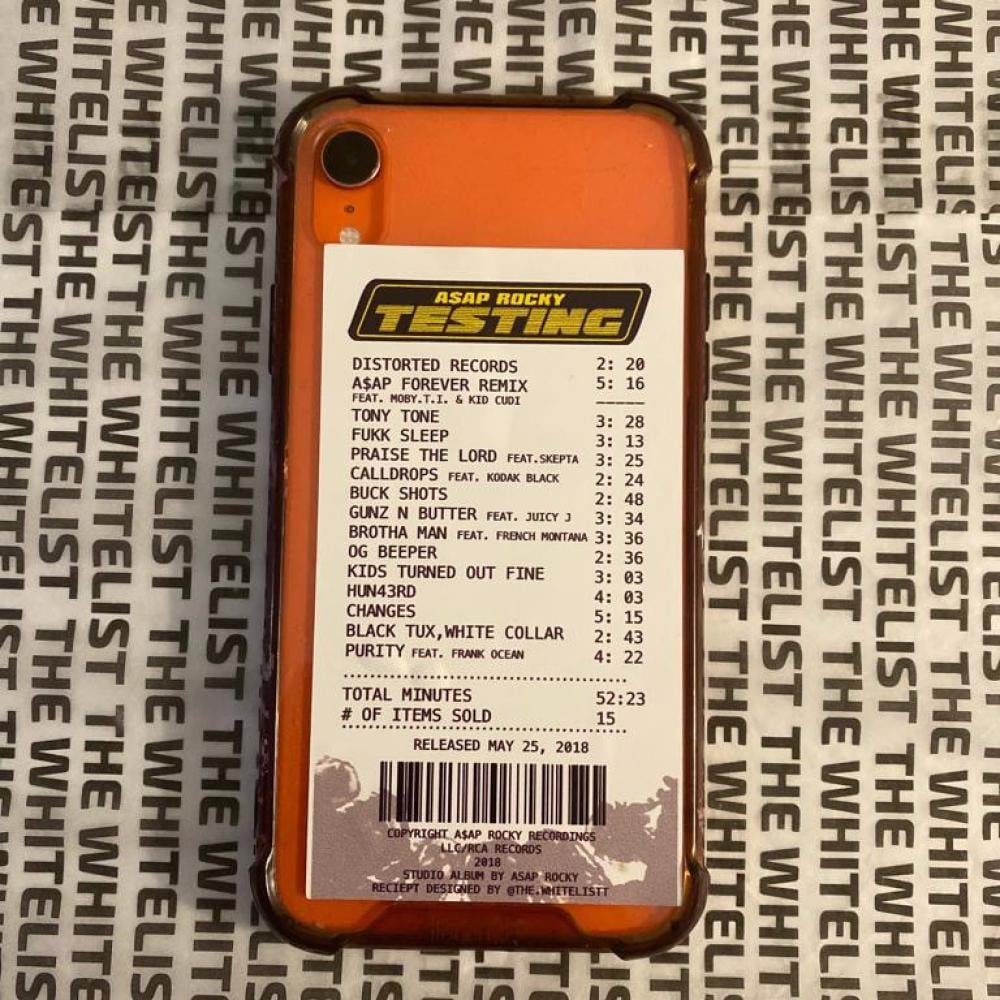 A$AP ROCKY
TESTING
DISTORTED RECORDS 2: 20
A$AP FOREVER REMIX 5: 16
FEAT. MOBY.T.I. & KID CUDI
TONY TONE 3: 28
FUKK SLEEP 3: 13
PRAISE THE LORD FEAT.SKEPTA 3: 25
CALLDROPS FEAT. KODAK BLACK 2: 24
BUCK SHOTS 2: 48
GUNZ N BUTTER FEAT. JUICY J 3: 34
BROTHA MAN FEAT. FRENCH MONTANA 3: 36
OG BEEPER 2: 36
KIDS TURNED OUT FINE 3: 03
HUN43RD 4: 03
CHANGES 5: 15
BLACK TUX,WHITE COLLAR 2: 43
PURITY FEAT. FRANK OCEAN 4: 22
TOTAL MINUTES 52:23
# OF ITEMS SOLD 15
RELEASED MAY 25, 2018
COPYRIGHT A$AP ROCKY RECORDINGS
LLC/RCA RECORDS
2018
STUDIO ALBUM BY ASAP ROCKY
RECIEPT DESIGNED BY @THE.WHITELISTT
THE WHITELIST